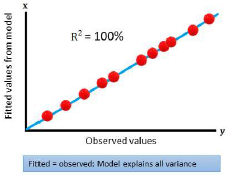 x
Fitted values from model
R² = 100%
y
Observed values
Fitted = observed: Model explains all variance